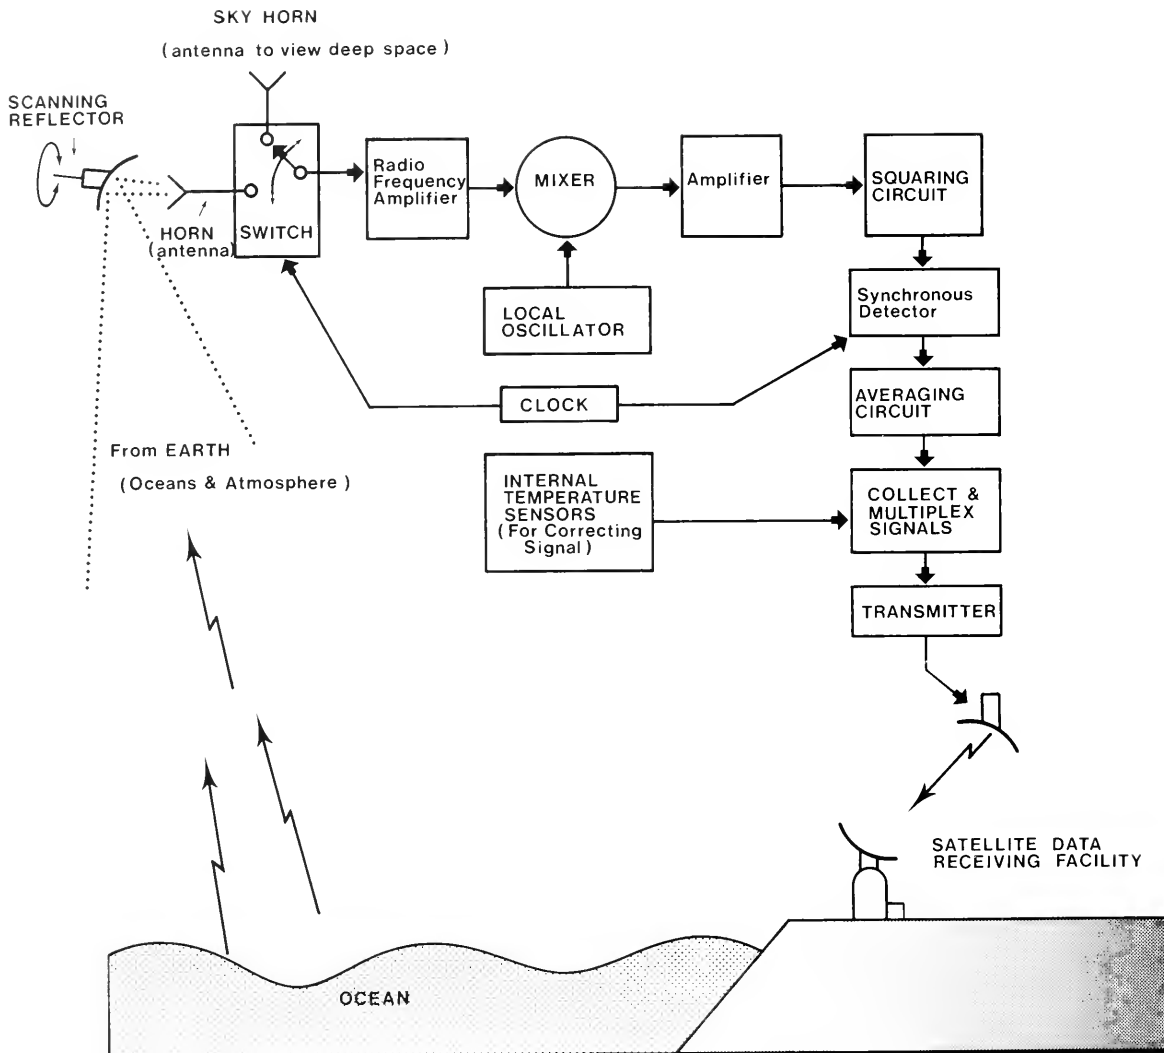 SKY HORN
(antenna to view deep space)
SCANNING
REFLECTOR
HORN
(antenna)
SWITCH
Radio
Frequency
Amplifier
MIXER
Amplifier
SQUARING
CIRCUIT
LOCAL
OSCILLATOR
Synchronous
Detector
CLOCK
AVERAGING
CIRCUIT
From EARTH
(Oceans & Atmosphere)
INTERNAL
TEMPERATURE
SENSORS
(For Correcting
Signal)
COLLECT &
MULTIPLEX
SIGNALS
TRANSMITTER
SATELLITE DATA
RECEIVING FACILITY
OCEAN